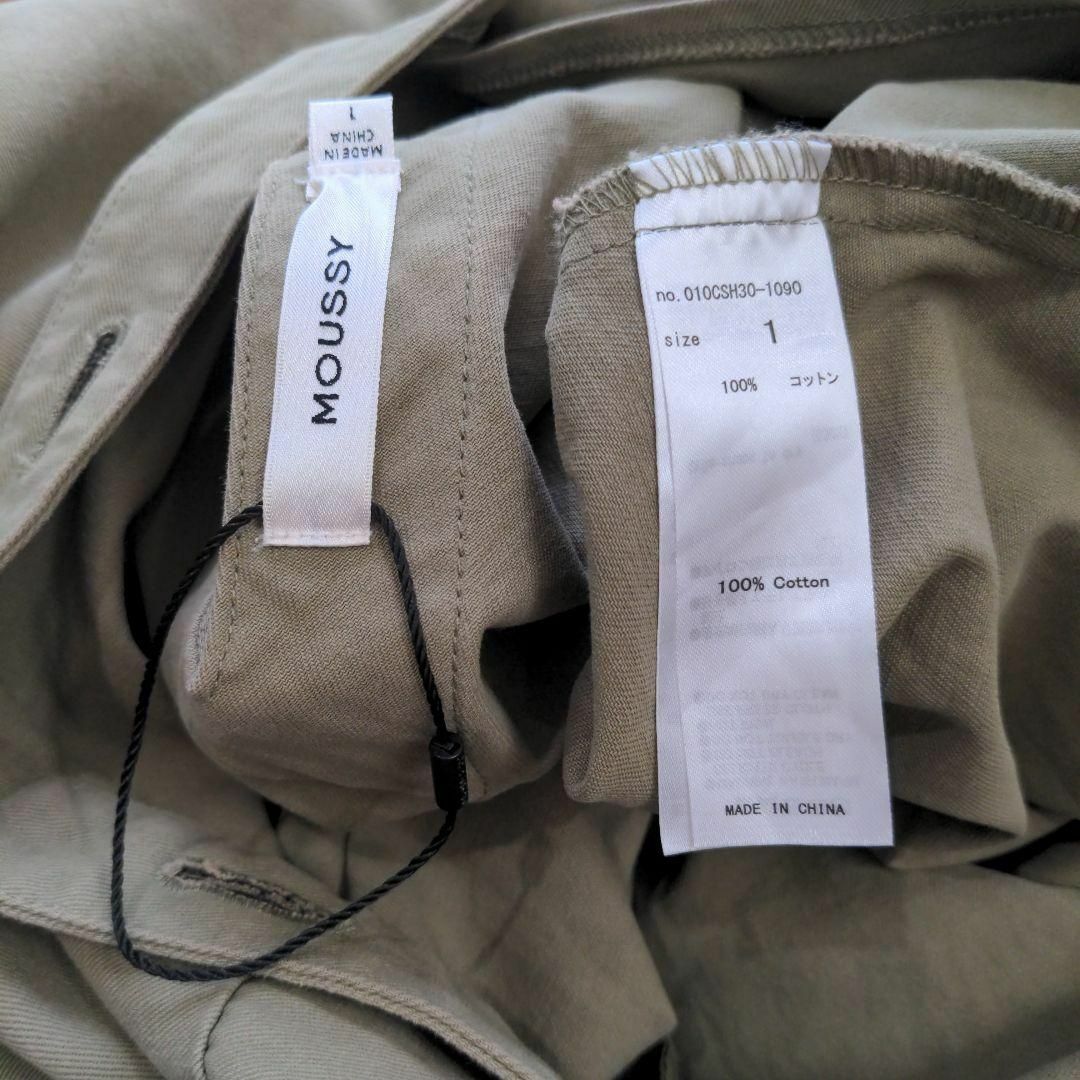 1
MADE IN
CHINA
MOUSSY
no.010CSH30-1090
size 1
100% コットン
100% Cotton
MADE IN CHINA